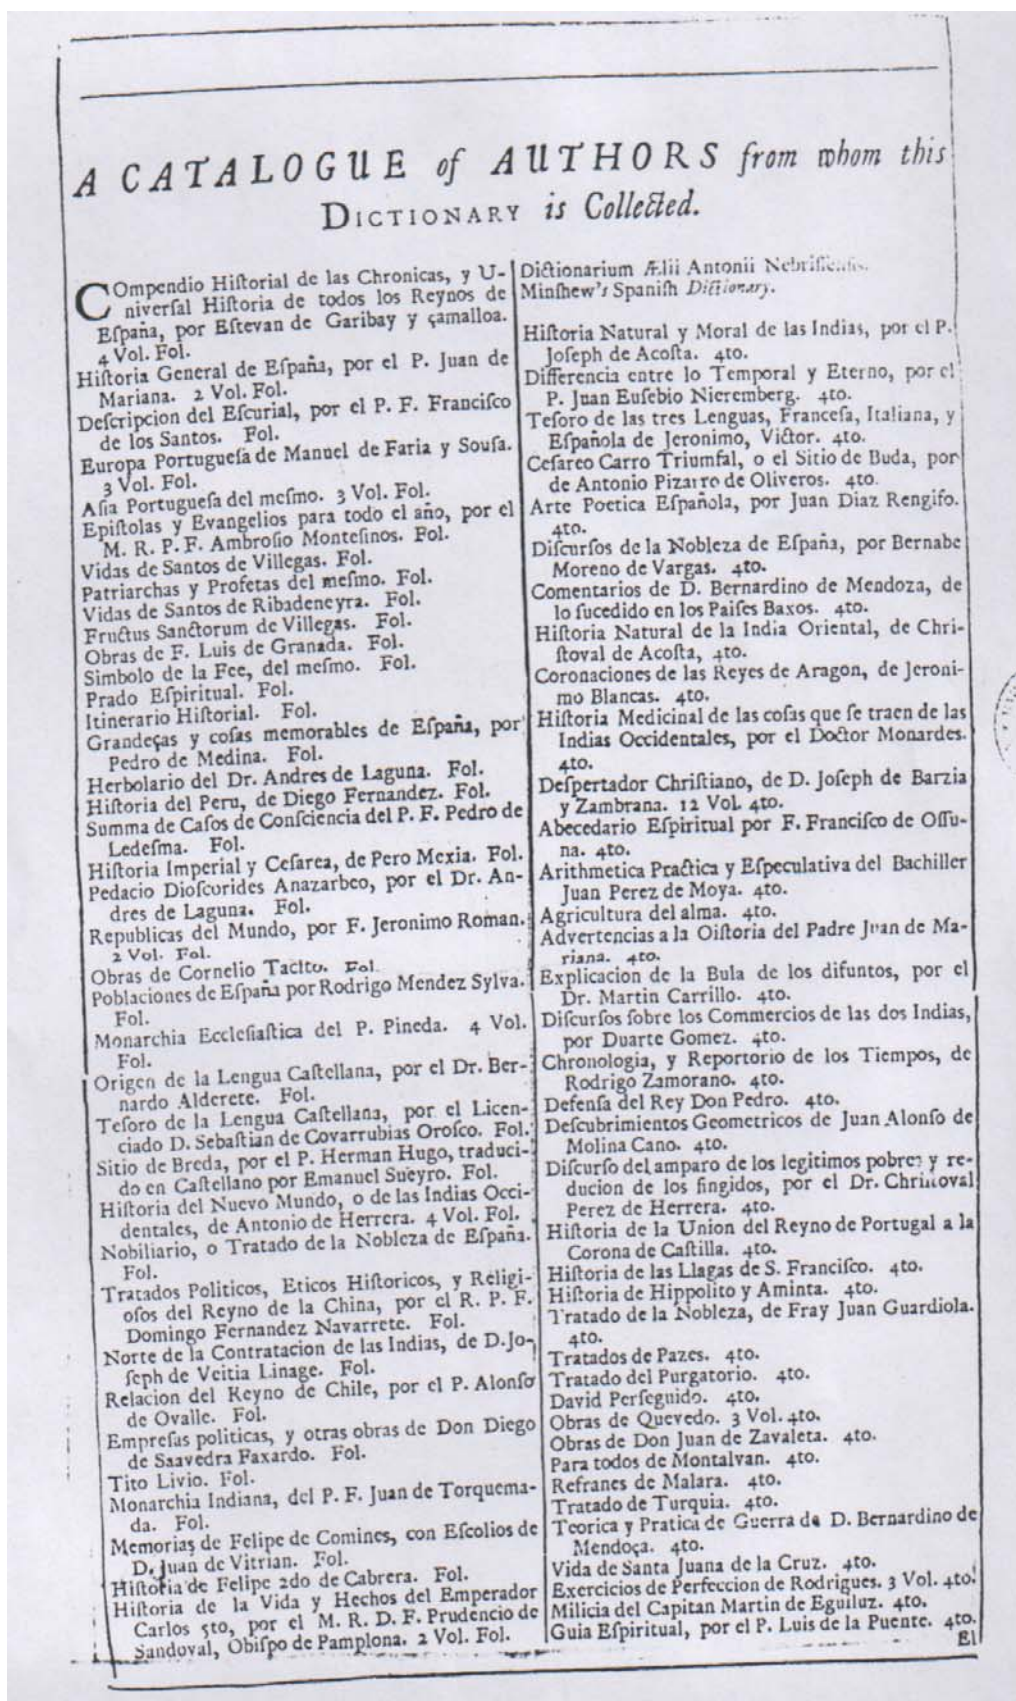 A CATALOGUE of AUTHORS from whom this
DICTIONARY is Collected.
COmpendio Hiſtorial de las Chronicas, y U-
niverſal Hiſtoria de todos los Reynos de
Eſpaña, por Eſtevan de Garibay y çamalloa.
4 Vol. Fol.
Hiſtoria General de Eſpaña, por el P. Juan de
Mariana. 2 Vol. Fol.
Deſcripcion del Eſcurial, por el P. F. Franciſco
de los Santos. Fol.
Europa Portugueſa de Manuel de Faria y Souſa.
3 Vol. Fol.
Aſia Portugueſa del meſmo. 3 Vol. Fol.
Epiſtolas y Evangelios para todo el año, por el
M. R. P. F. Ambroſio Monteſinos. Fol.
Vidas de Santos de Villegas. Fol.
Patriarchas y Profetas del meſmo. Fol.
Vidas de Santos de Ribadeneyra. Fol.
Fructus Sanctorum de Villegas. Fol.
Obras de F. Luis de Granada. Fol.
Simbolo de la Fee, del meſmo. Fol.
Prado Eſpiritual. Fol.
Itinerario Hiſtorial. Fol.
Grandeças y coſas memorables de Eſpaña, por
Pedro de Medina. Fol.
Herbolario del Dr. Andres de Laguna. Fol.
Hiſtoria del Peru, de Diego Fernandez. Fol.
Summa de Caſos de Conſciencia del P. F. Pedro de
Ledeſma. Fol.
Hiſtoria Imperial y Ceſarea, de Pero Mexia. Fol.
Pedacio Dioſcorides Anazarbeo, por el Dr. An-
dres de Laguna. Fol.
Republicas del Mundo, por F. Jeronimo Roman.
2 Vol. Fol.
Obras de Cornelio Tacito. Fol.
Poblaciones de Eſpaña por Rodrigo Mendez Sylva.
Fol.
Monarchia Eccleſiaſtica del P. Pineda. 4 Vol.
Fol.
Origen de la Lengua Caſtellana, por el Dr. Ber-
nardo Alderete. Fol.
Teſoro de la Lengua Caſtellana, por el Licen-
ciado D. Sebaſtian de Covarrubias Oroſco. Fol.
Sitio de Breda, por el P. Herman Hugo, traduci-
do en Caſtellano por Emanuel Sueyro. Fol.
Hiſtoria del Nuevo Mundo, o de las Indias Occi-
dentales, de Antonio de Herrera. 4 Vol. Fol.
Nobiliario, o Tratado de la Nobleza de Eſpaña.
Fol.
Tratados Politicos, Eticos Hiſtoricos, y Religi-
oſos del Reyno de la China, por el R. P. F.
Domingo Fernandez Navarrete. Fol.
Norte de la Contratacion de las Indias, de D. Jo-
ſeph de Veitia Linage. Fol.
Relacion del Reyno de Chile, por el P. Alonſo
de Ovalle. Fol.
Empreſas politicas, y otras obras de Don Diego
de Saavedra Faxardo. Fol.
Tito Livio. Fol.
Monarchia Indiana, del P. F. Juan de Torquema-
da. Fol.
Memorias de Felipe de Comines, con Eſcolios de
D. Juan de Vitrian. Fol.
Hiſtoria de Felipe 2do de Cabrera. Fol.
Hiſtoria de la Vida y Hechos del Emperador
Carlos 5to, por el M. R. D. F. Prudencio de
Sandoval, Obiſpo de Pamplona. 2 Vol. Fol.
Dictionarium Ælii Antonii Nebriſſenſis.
Minſhew's Spaniſh Dictionary.
Hiſtoria Natural y Moral de las Indias, por el P.
Joſeph de Acoſta. 4to.
Differencia entre lo Temporal y Eterno, por el
P. Juan Euſebio Nieremberg. 4to.
Teſoro de las tres Lenguas, Franceſa, Italiana, y
Eſpañola de Jeronimo, Victor. 4to.
Ceſareo Carro Triumfal, o el Sitio de Buda, por
de Antonio Pizarro de Oliveros. 4to.
Arte Poetica Eſpañola, por Juan Diaz Rengifo.
4to.
Diſcurſos de la Nobleza de Eſpaña, por Bernabe
Moreno de Vargas. 4to.
Comentarios de D. Bernardino de Mendoza, de
lo ſucedido en los Paiſes Baxos. 4to.
Hiſtoria Natural de la India Oriental, de Chri-
ſtoval de Acoſta, 4to.
Coronaciones de las Reyes de Aragon, de Jeroni-
mo Blancas. 4to.
Hiſtoria Medicinal de las coſas que ſe traen de las
Indias Occidentales, por el Doctor Monardes.
4to.
Deſpertador Chriſtiano, de D. Joſeph de Barzia
y Zambrana. 12 Vol. 4to.
Abecedario Eſpiritual por F. Franciſco de Oſſu-
na. 4to.
Arithmetica Practica y Eſpeculativa del Bachiller
Juan Perez de Moya. 4to.
Agricultura del alma. 4to.
Advertencias a la Oiſtoria del Padre Juan de Ma-
riana. 4to.
Explicacion de la Bula de los difuntos, por el
Dr. Martin Carrillo. 4to.
Diſcurſos ſobre los Commercios de las dos Indias,
por Duarte Gomez. 4to.
Chronologia, y Reportorio de los Tiempos, de
Rodrigo Zamorano. 4to.
Defenſa del Rey Don Pedro. 4to.
Deſcubrimientos Geometricos de Juan Alonſo de
Molina Cano. 4to.
Diſcurſo del amparo de los legitimos pobres y re-
ducion de los fingidos, por el Dr. Chriſtoval
Perez de Herrera. 4to.
Hiſtoria de la Union del Reyno de Portugal a la
Corona de Caſtilla. 4to.
Hiſtoria de las Llagas de S. Franciſco. 4to.
Hiſtoria de Hippolito y Aminta. 4to.
Tratado de la Nobleza, de Fray Juan Guardiola.
4to.
Tratados de Pazes. 4to.
Tratado del Purgatorio. 4to.
David Perſeguido. 4to.
Obras de Quevedo. 3 Vol. 4to.
Obras de Don Juan de Zavaleta. 4to.
Para todos de Montalvan. 4to.
Refranes de Malara. 4to.
Tratado de Turquia. 4to.
Teorica y Pratica de Guerra de D. Bernardino de
Mendoça. 4to.
Vida de Santa Juana de la Cruz. 4to.
Exercicios de Perfeccion de Rodrigues. 3 Vol. 4to.
Milicia del Capitan Martin de Eguiluz. 4to.
Guia Eſpiritual, por el P. Luis de la Puente. 4to.
El